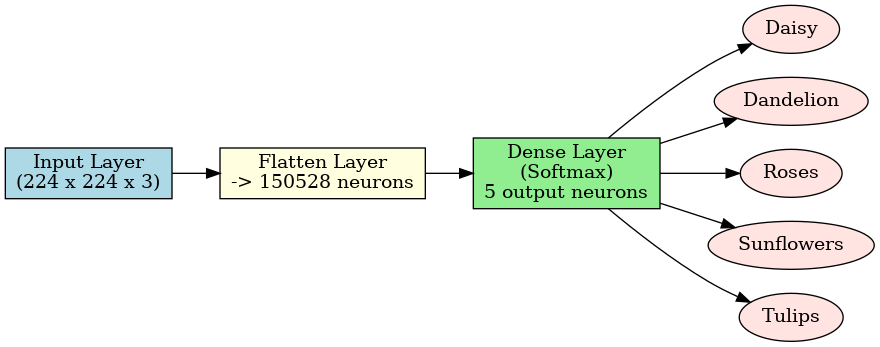 Input Layer
(224 x 224 x 3)
Flatten Layer
-> 150528 neurons
Dense Layer
(Softmax)
5 output neurons
Daisy
Dandelion
Roses
Sunflowers
Tulips